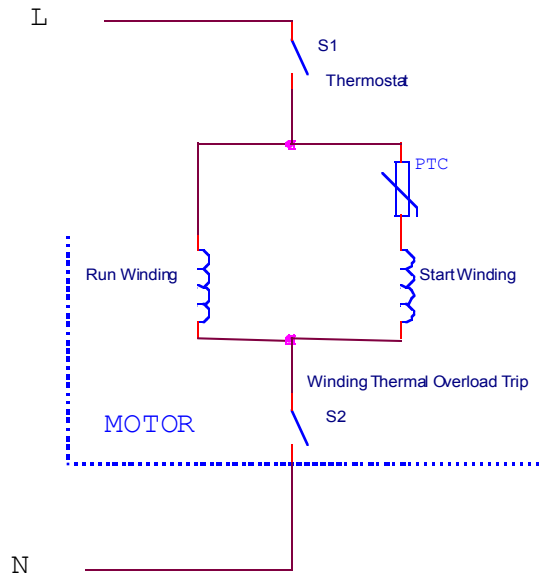 L
S1
Thermostat
PTC
Run Winding
Start Winding
Winding Thermal Overload Trip
S2
MOTOR
N